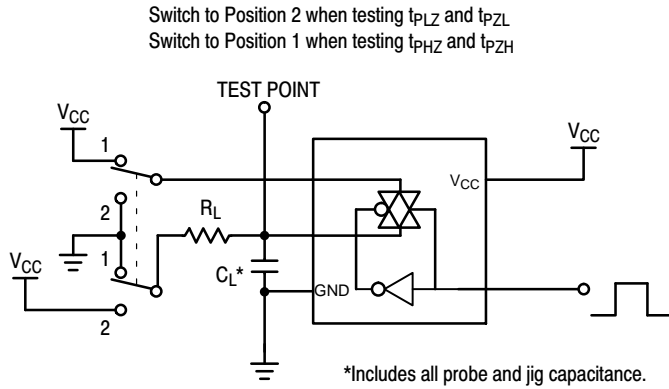 Switch to Position 2 when testing tPLZ and tPZL
Switch to Position 1 when testing tPHZ and tPZH
TEST POINT
VCC
1
VCC
VCC
2
RL
1
VCC
CL*
GND
2
*Includes all probe and jig capacitance.